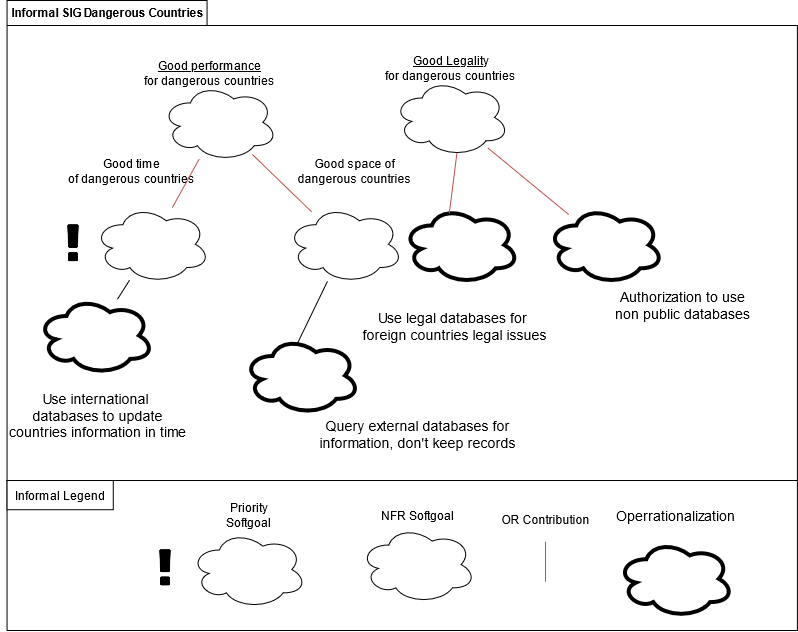 Informal SIG Dangerous Countries
Good performance
for dangerous countries
Good Legality
for dangerous countries
Good time
of dangerous countries
Good space of
dangerous countries
!
Authorization to use
non public databases
Use legal databases for
foreign countries legal issues
Use international
databases to update
countries information in time
Query external databases for
information, don't keep records
Informal Legend
Priority
Softgoal
NFR Softgoal
OR Contribution
Operrationalization
!